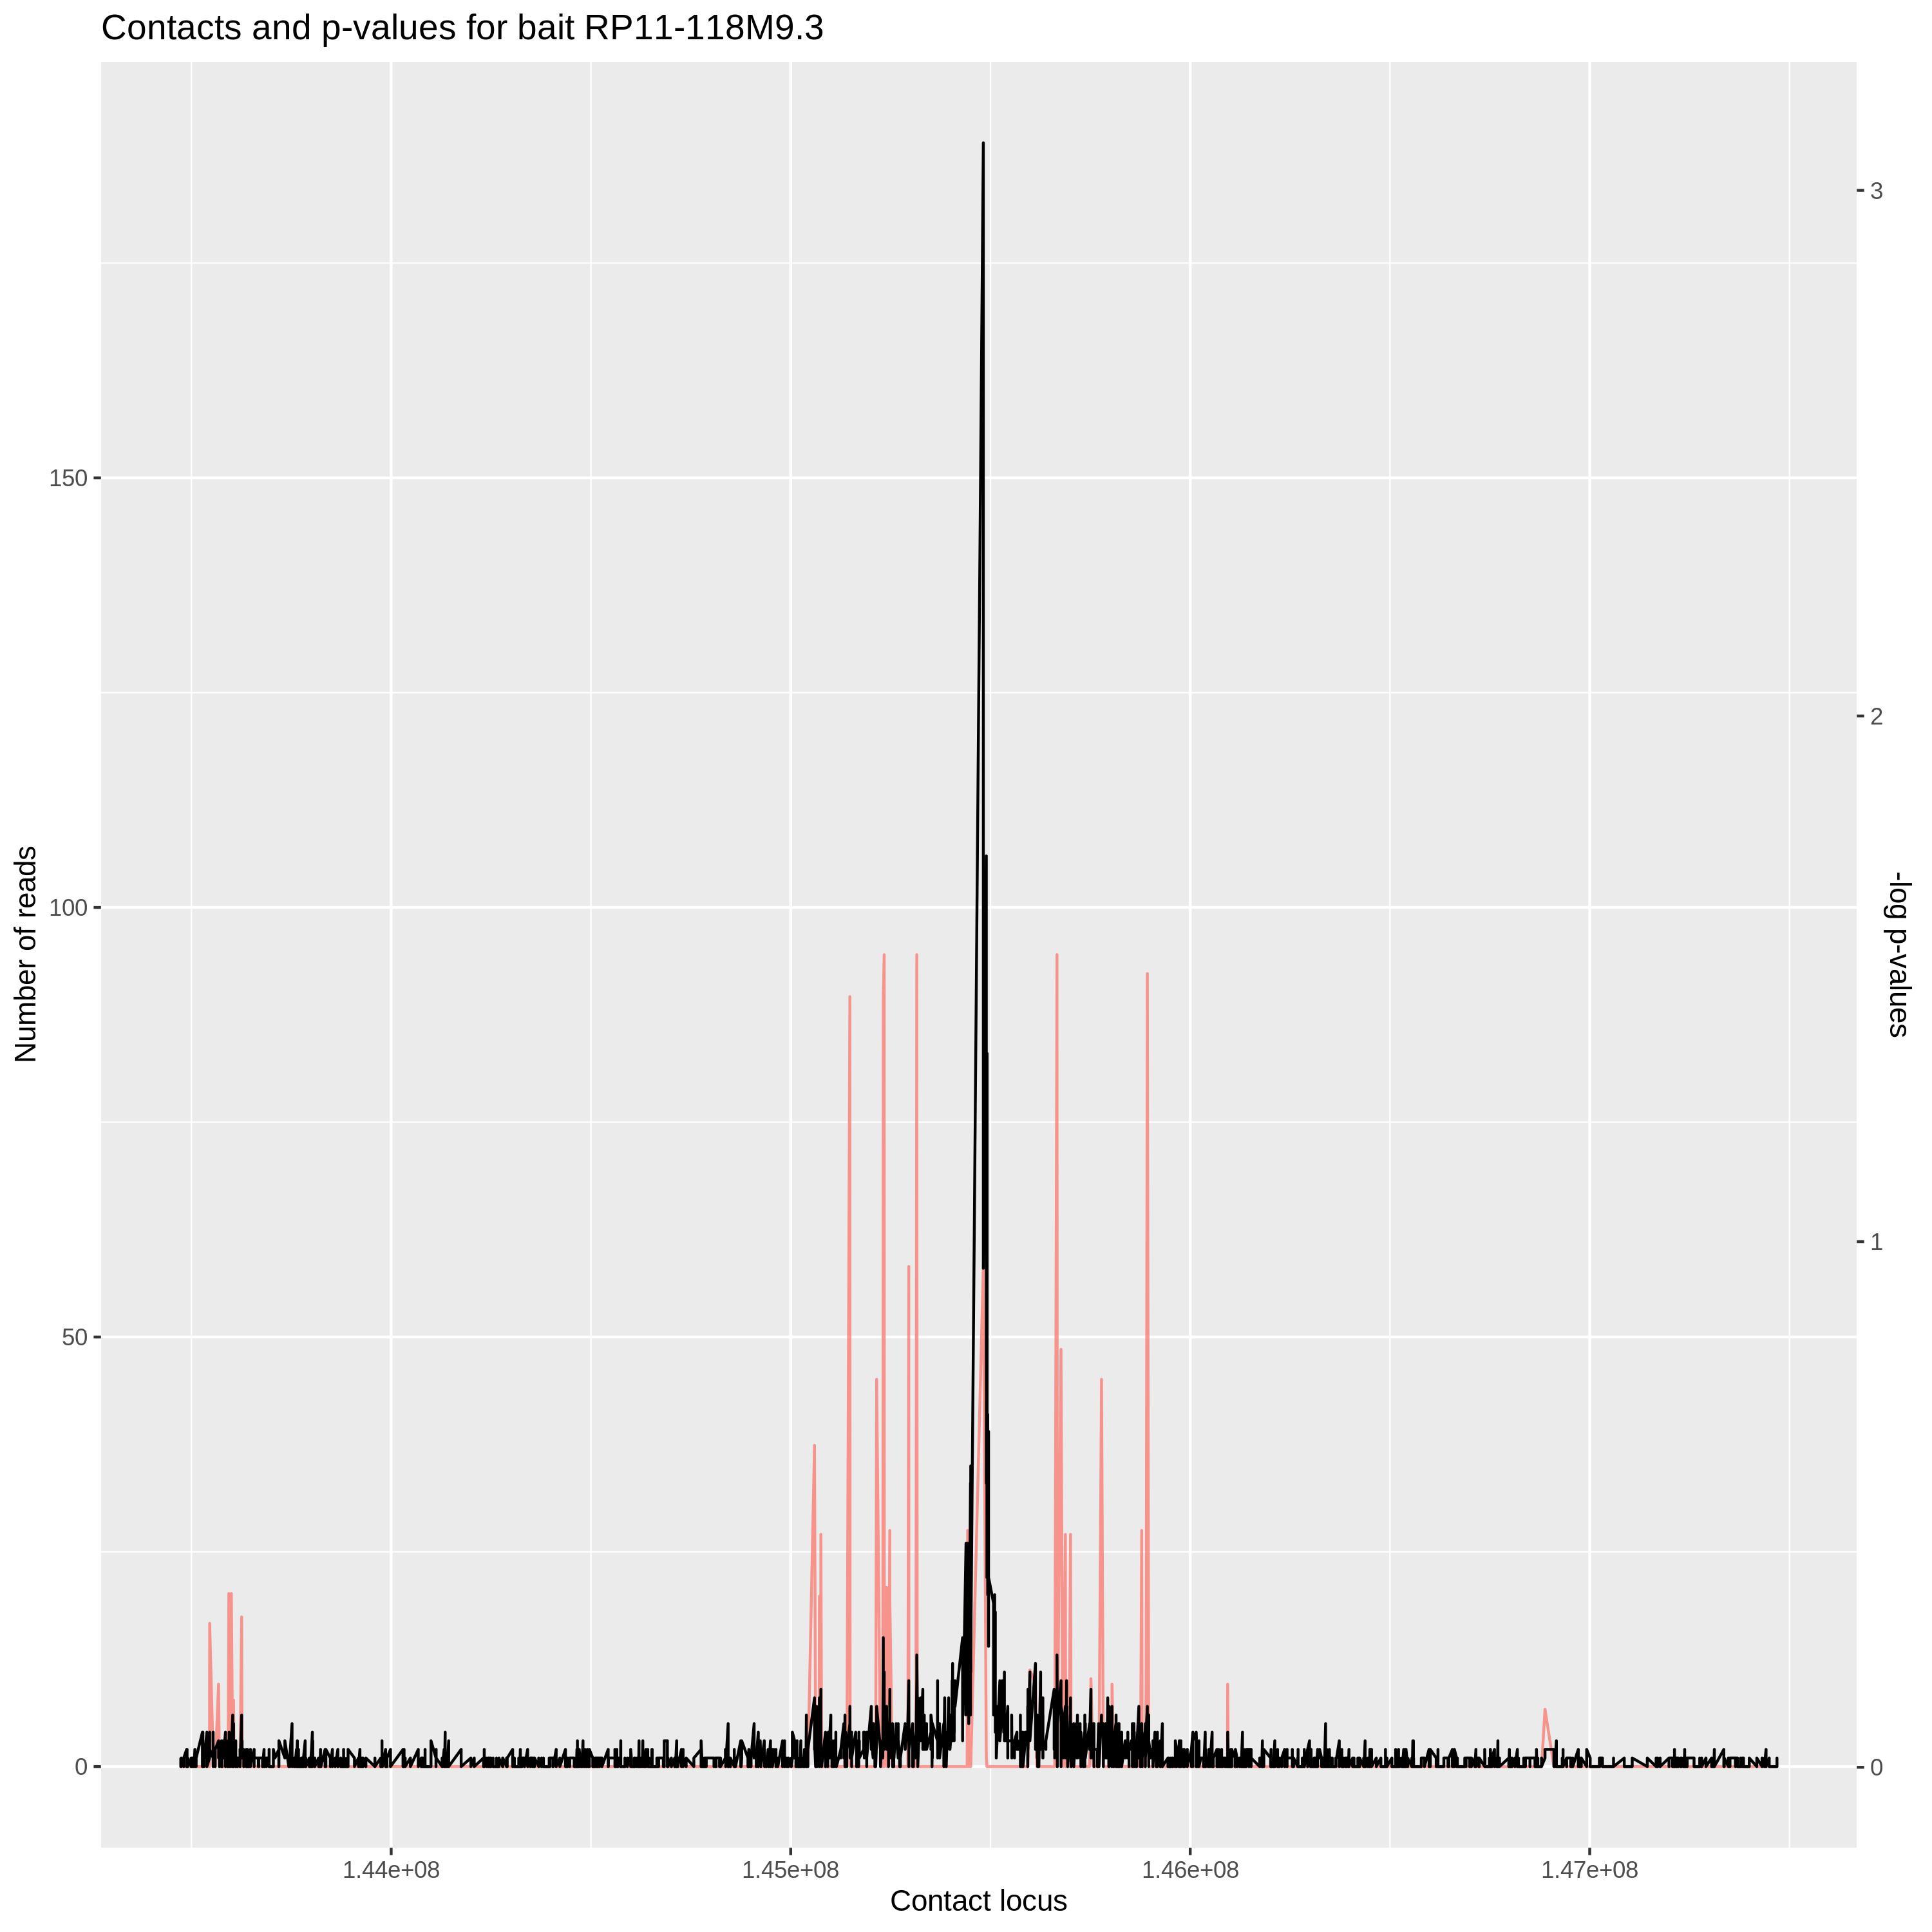 Contacts and p-values for bait RP11-118M9.3
Number of reads
150
100
50
0
3
2
1
0
-log p-values
1.44e+08
1.45e+08
1.46e+08
1.47e+08
Contact locus